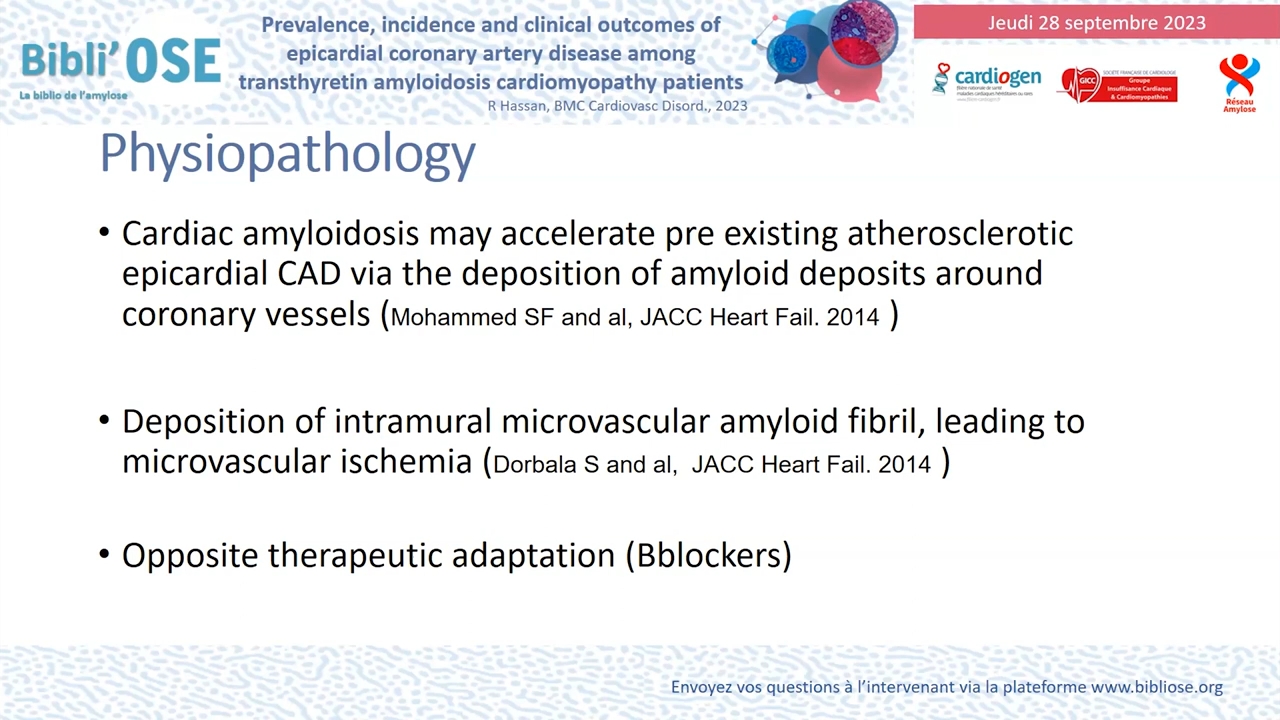 Bibli'OSE
La biblio de l'amylose
Prevalence, incidence and clinical outcomes of
epicardial coronary artery disease among
transthyretin amyloidosis cardiomyopathy patients
R Hassan, BMC Cardiovasc Disord., 2023
Jeudi 28 septembre 2023
cardiogen
filière nationale de santé
maladies cardiaques héréditaires ou rares
GICC
SOCIÉTÉ FRANÇAISE DE CARDIOLOGIE
Groupe
Insuffisance Cardiaque
& Cardiomyopathies
Réseau
Amylose
Physiopathology
• Cardiac amyloidosis may accelerate pre existing atherosclerotic
epicardial CAD via the deposition of amyloid deposits around
coronary vessels (Mohammed SF and al, JACC Heart Fail. 2014 )
• Deposition of intramural microvascular amyloid fibril, leading to
microvascular ischemia (Dorbala S and al, JACC Heart Fail. 2014 )
• Opposite therapeutic adaptation (Bblockers)
Envoyez vos questions à l'intervenant via la plateforme www.bibliose.org